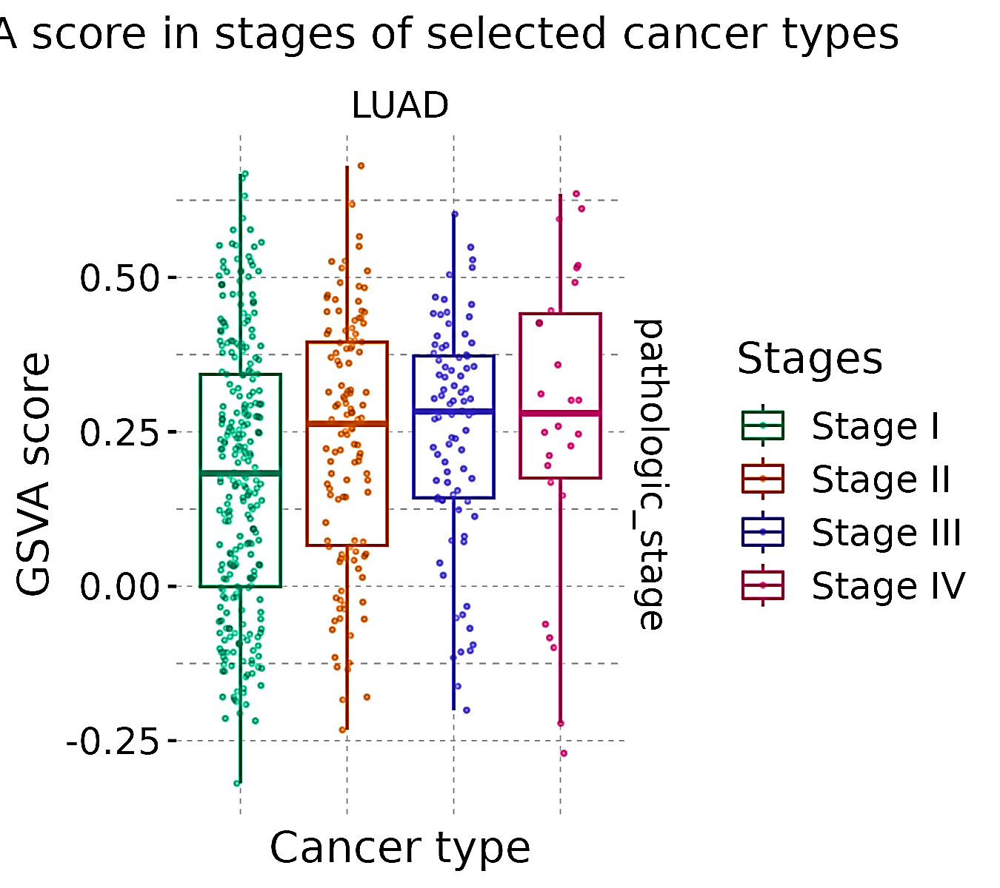 A score in stages of selected cancer types
LUAD
0.50
0.25
0.00
-0.25
GSVA score
Cancer type
pathologic_stage
Stages
Stage I
Stage II
Stage III
Stage IV